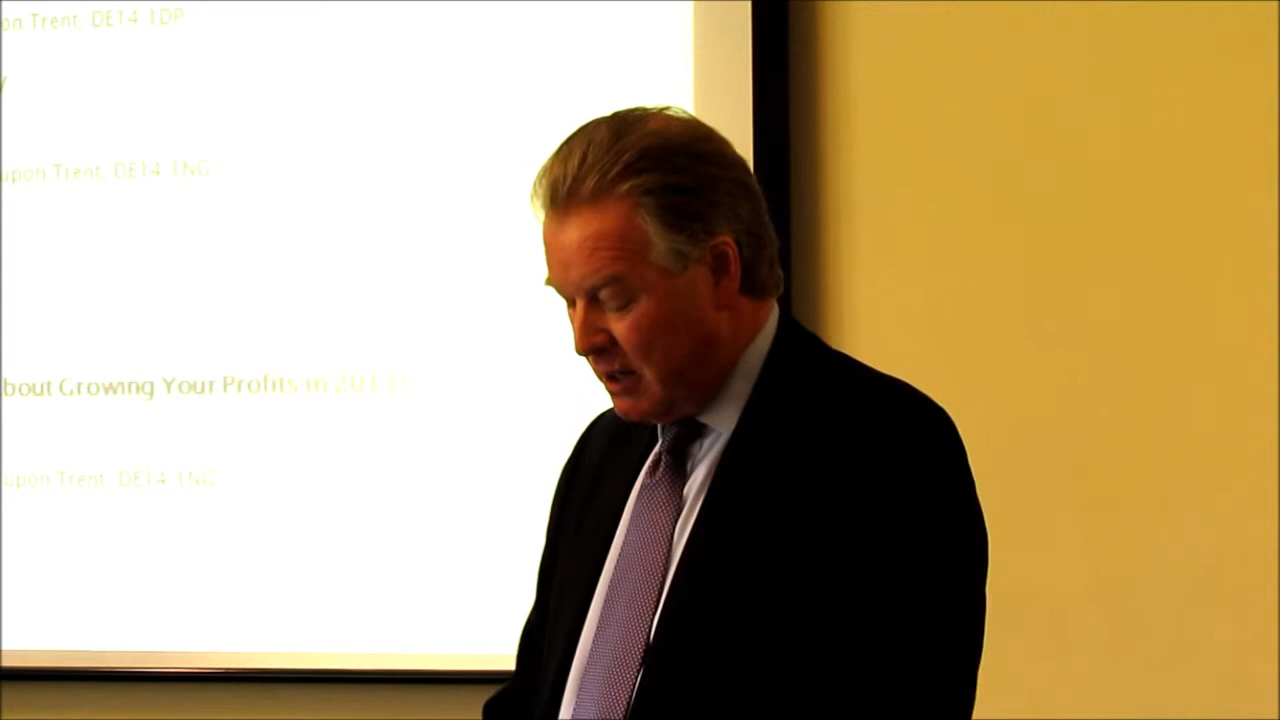 on Trent, DE14 1DP
y
upon Trent, DE14 1NG
bout Growing Your Profits in 2013!
upon Trent, DE14 1NG